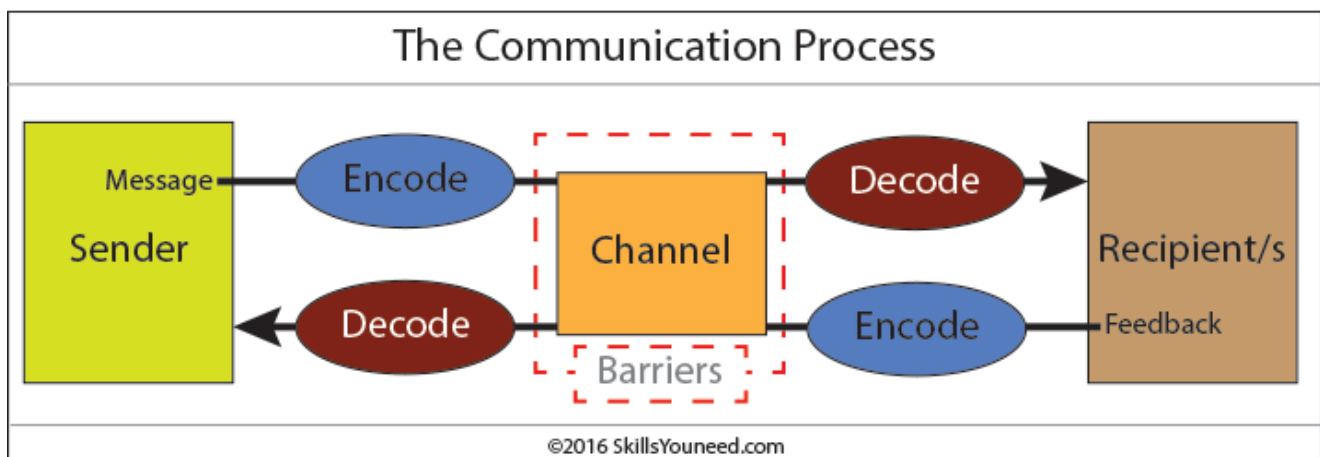 The Communication Process
Message
Encode
Decode
Sender
Channel
Recipient/s
Decode
Encode
Feedback
Barriers
©2016 SkillsYouneed.com